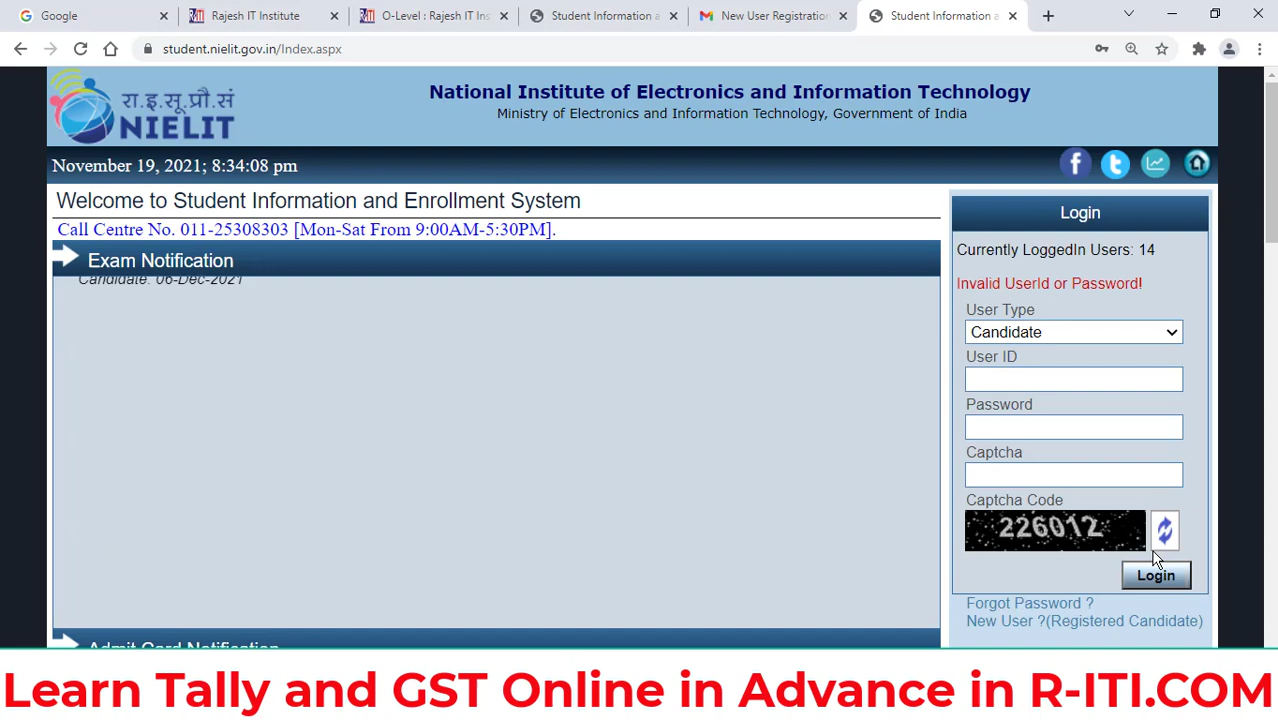 Google
Rajesh IT Institute
O-Level : Rajesh IT Ins
Student Information a
New User Registration
Student Information a
student.nielit.gov.in/Index.aspx
रा.इ.सू.प्रौ.सं
NIELIT
National Institute of Electronics and Information Technology
Ministry of Electronics and Information Technology, Government of India
November 19, 2021; 8:34:08 pm
Welcome to Student Information and Enrollment System
Call Centre No. 011-25308303 [Mon-Sat From 9:00AM-5:30PM].
Exam Notification
Candidate: 06-Dec-2021
Admit Card Notification
Login
Currently LoggedIn Users: 14
Invalid UserId or Password!
User Type
Candidate
User ID
Password
Captcha
Captcha Code
226012
Login
Forgot Password ?
New User ?(Registered Candidate)
Learn Tally and GST Online in Advance in R-ITI.COM